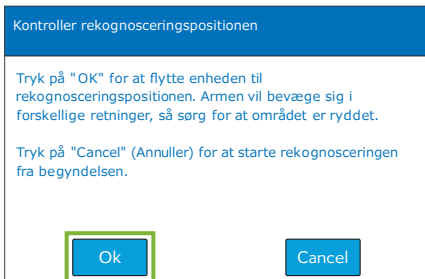 Kontroller rekognosceringspositionen
Tryk på "OK" for at flytte enheden til
rekognosceringspositionen. Armen vil bevæge sig i
forskellige retninger, så sørg for at området er ryddet.
Tryk på "Cancel" (Annuller) for at starte rekognosceringen
fra begyndelsen.
Ok Cancel